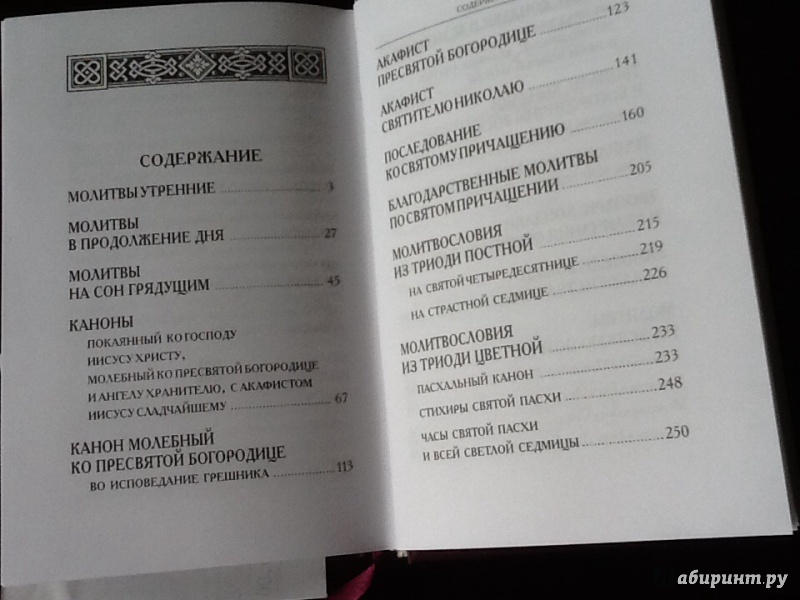 СОДЕРЖАНИЕ
МОЛИТВЫ УТРЕННИЕ 3
МОЛИТВЫ
В ПРОДОЛЖЕНИЕ ДНЯ 27
МОЛИТВЫ
НА СОН ГРЯДУЩИМ 45
КАНОНЫ
ПОКАЯННЫЙ КО ГОСПОДУ
ИИСУСУ ХРИСТУ,
МОЛЕБНЫЙ КО ПРЕСВЯТОЙ БОГОРОДИЦЕ
И АНГЕЛУ ХРАНИТЕЛЮ, С АКАФИСТОМ
ИИСУСУ СЛАДЧАЙШЕМУ 67
КАНОН МОЛЕБНЫЙ
КО ПРЕСВЯТОЙ БОГОРОДИЦЕ
ВО ИСПОВЕДАНИЕ ГРЕШНИКА 113
АКАФИСТ
ПРЕСВЯТОЙ БОГОРОДИЦЕ 123
АКАФИСТ
СВЯТИТЕЛЮ НИКОЛАЮ 141
ПОСЛЕДОВАНИЕ
КО СВЯТОМУ ПРИЧАЩЕНИЮ 160
БЛАГОДАРСТВЕННЫЕ МОЛИТВЫ
ПО СВЯТОМ ПРИЧАЩЕНИИ 205
МОЛИТВОСЛОВИЯ
ИЗ ТРИОДИ ПОСТНОЙ 215
НА СВЯТОЙ ЧЕТЫРЕДЕСЯТНИЦЕ 219
НА СТРАСТНОЙ СЕДМИЦЕ 226
МОЛИТВОСЛОВИЯ
ИЗ ТРИОДИ ЦВЕТНОЙ 233
ПАСХАЛЬНЫЙ КАНОН 233
СТИХИРЫ СВЯТОЙ ПАСХИ 248
ЧАСЫ СВЯТОЙ ПАСХИ
И ВСЕЙ СВЕТЛОЙ СЕДМИЦЫ 250
абиринт.ру